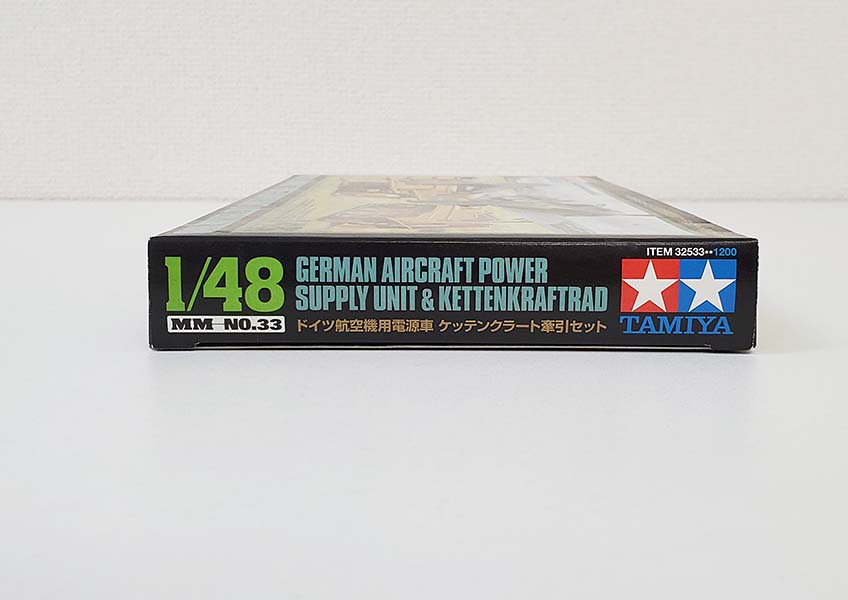 1/48
MM NO.33
GERMAN AIRCRAFT POWER
SUPPLY UNIT & KETTENKRAFTRAD
ドイツ航空機用電源車 ケッテンクラート牽引セット
ITEM 32533••1200
TAMIYA